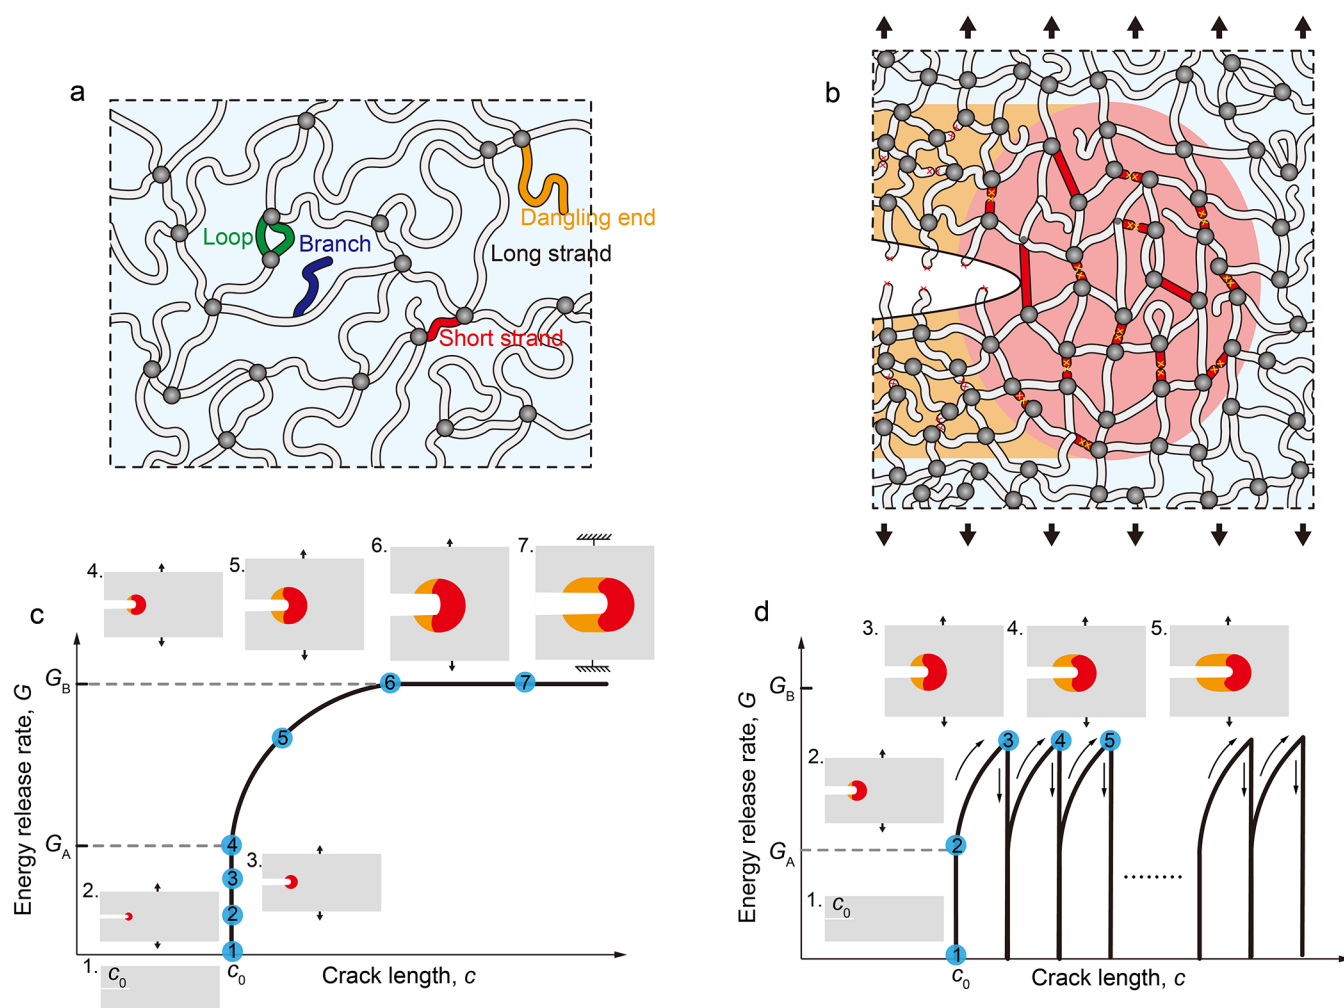 a
Loop
Branch
Dangling end
Long strand
Short strand
b
c
4.
5.
6.
7.
G_B
6
7
5
Energy release rate, G
G_A
4
3
2
1
3.
2.
1.
c_0
c_0
Crack length, c
d
3.
4.
5.
G_B
3
4
5
2.
Energy release rate, G
G_A
2
1.
c_0
1
c_0
Crack length, c